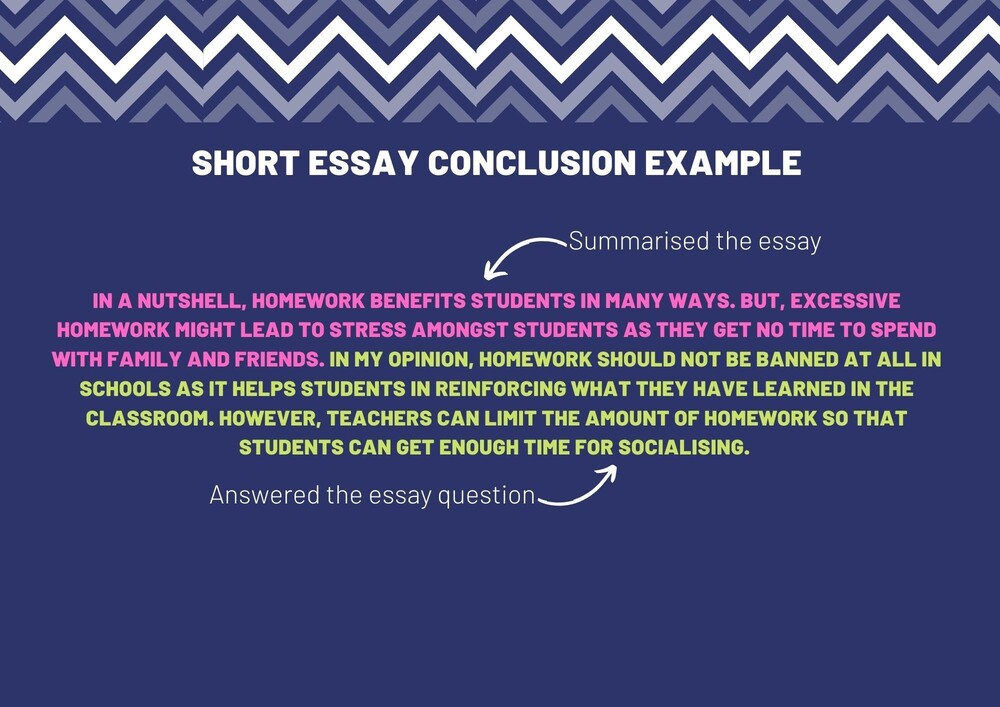 SHORT ESSAY CONCLUSION EXAMPLE
Summarised the essay
IN A NUTSHELL, HOMEWORK BENEFITS STUDENTS IN MANY WAYS. BUT, EXCESSIVE
HOMEWORK MIGHT LEAD TO STRESS AMONGST STUDENTS AS THEY GET NO TIME TO SPEND
WITH FAMILY AND FRIENDS. IN MY OPINION, HOMEWORK SHOULD NOT BE BANNED AT ALL IN
SCHOOLS AS IT HELPS STUDENTS IN REINFORCING WHAT THEY HAVE LEARNED IN THE
CLASSROOM. HOWEVER, TEACHERS CAN LIMIT THE AMOUNT OF HOMEWORK SO THAT
STUDENTS CAN GET ENOUGH TIME FOR SOCIALISING.
Answered the essay question